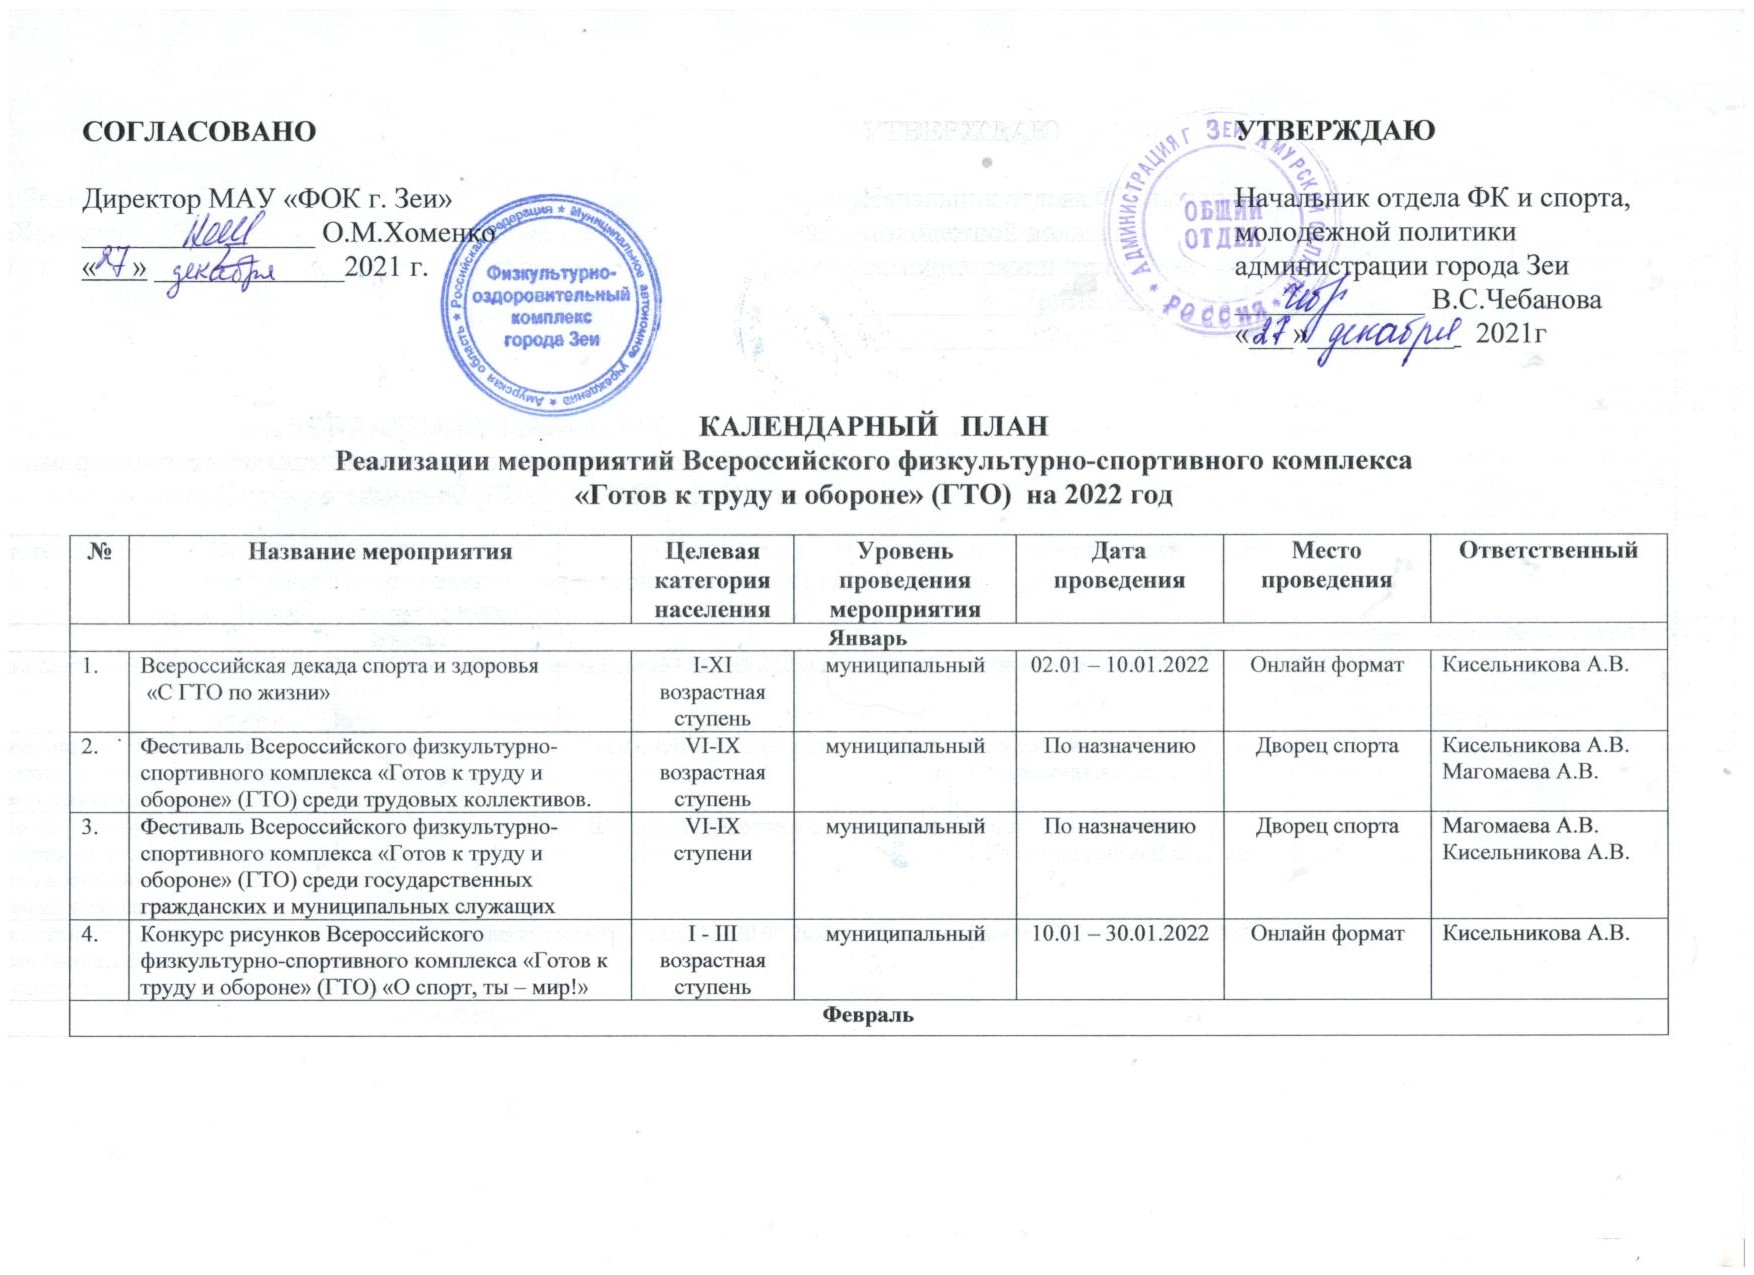 СОГЛАСОВАНО
Директор МАУ «ФОК г. Зеи»
О.М.Хоменко
«27» декабря 2021 г.
Российская Федерация * Муниципальное автономное учреждение * Амурская область *
Физкультурно-
оздоровительный
комплекс
города Зеи
УТВЕРЖДАЮ
Начальник отдела ФК и спорта,
молодежной политики
администрации города Зеи
В.С.Чебанова
«27» декабря 2021г
АДМИНИСТРАЦИЯ Г ЗЕИ АМУРСКОЙ ОБЛАСТИ * РОССИЯ *
ОБЩИЙ
ОТДЕЛ
КАЛЕНДАРНЫЙ ПЛАН
Реализации мероприятий Всероссийского физкультурно-спортивного комплекса
«Готов к труду и обороне» (ГТО) на 2022 год
№ Название мероприятия Целевая Уровень Дата Место Ответственный
категория проведения проведения проведения
населения мероприятия
Январь
1. Всероссийская декада спорта и здоровья I-XI муниципальный 02.01 – 10.01.2022 Онлайн формат Кисельникова А.В.
«С ГТО по жизни» возрастная
ступень
2. Фестиваль Всероссийского физкультурно- VI-IX муниципальный По назначению Дворец спорта Кисельникова А.В.
спортивного комплекса «Готов к труду и возрастная Магомаева А.В.
обороне» (ГТО) среди трудовых коллективов. ступень
3. Фестиваль Всероссийского физкультурно- VI-IX муниципальный По назначению Дворец спорта Магомаева А.В.
спортивного комплекса «Готов к труду и ступени Кисельникова А.В.
обороне» (ГТО) среди государственных
гражданских и муниципальных служащих
4. Конкурс рисунков Всероссийского I - III муниципальный 10.01 – 30.01.2022 Онлайн формат Кисельникова А.В.
физкультурно-спортивного комплекса «Готов к возрастная
труду и обороне» (ГТО) «О спорт, ты – мир!» ступень
Февраль